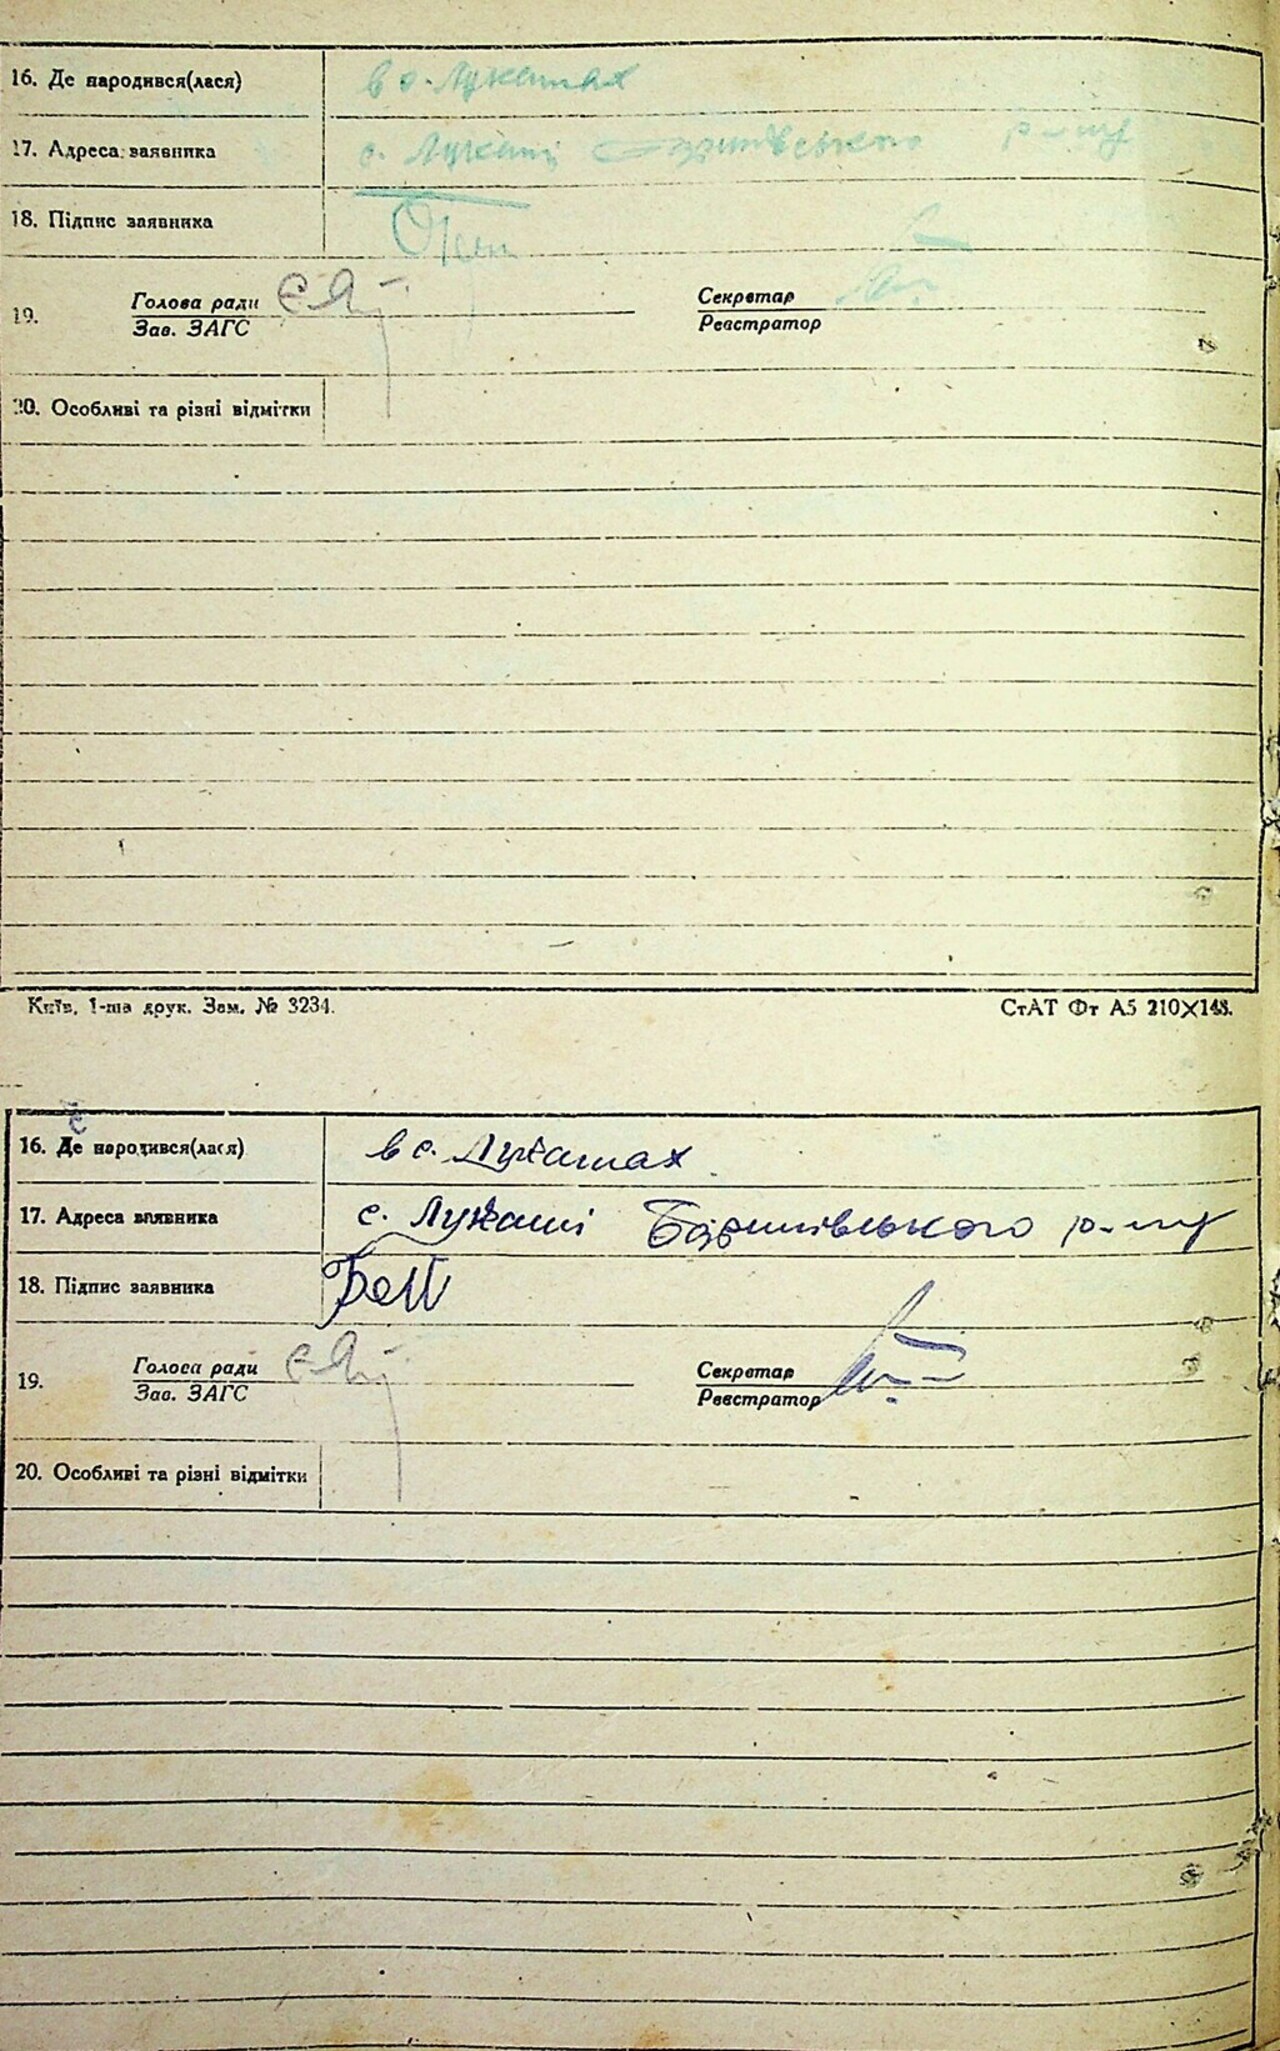 16. Де народився(лася) в с. Лукашах
17. Адреса заявника с. Лукаші Баришівського р-ну
18. Підпис заявника
19. Голова ради Секретар
Зав. ЗАГС Реєстратор
20. Особливі та різні відмітки
Київ, 1-ша друк. Зам. № 3234. СтАТ Фт А5 210Х148.
16. Де народився(лася) в с. Лукашах
17. Адреса заявника с. Лукаші Баришівського р-ну
18. Підпис заявника
19. Голова ради Секретар
Зав. ЗАГС Реєстратор
20. Особливі та різні відмітки